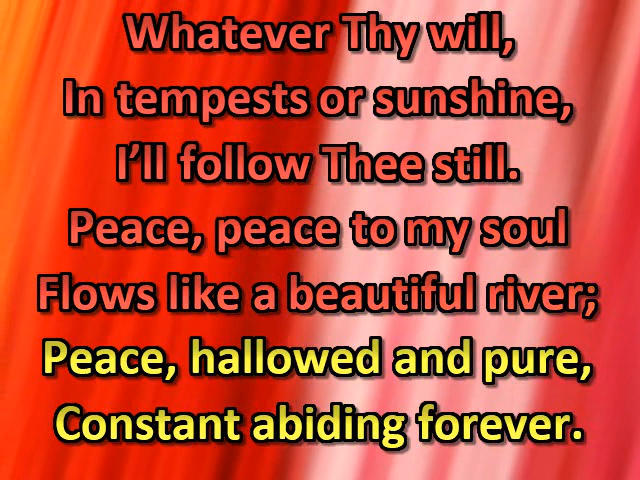 Whatever Thy will,
In tempests or sunshine,
I’ll follow Thee still.
Peace, peace to my soul
Flows like a beautiful river;
Peace, hallowed and pure,
Constant abiding forever.